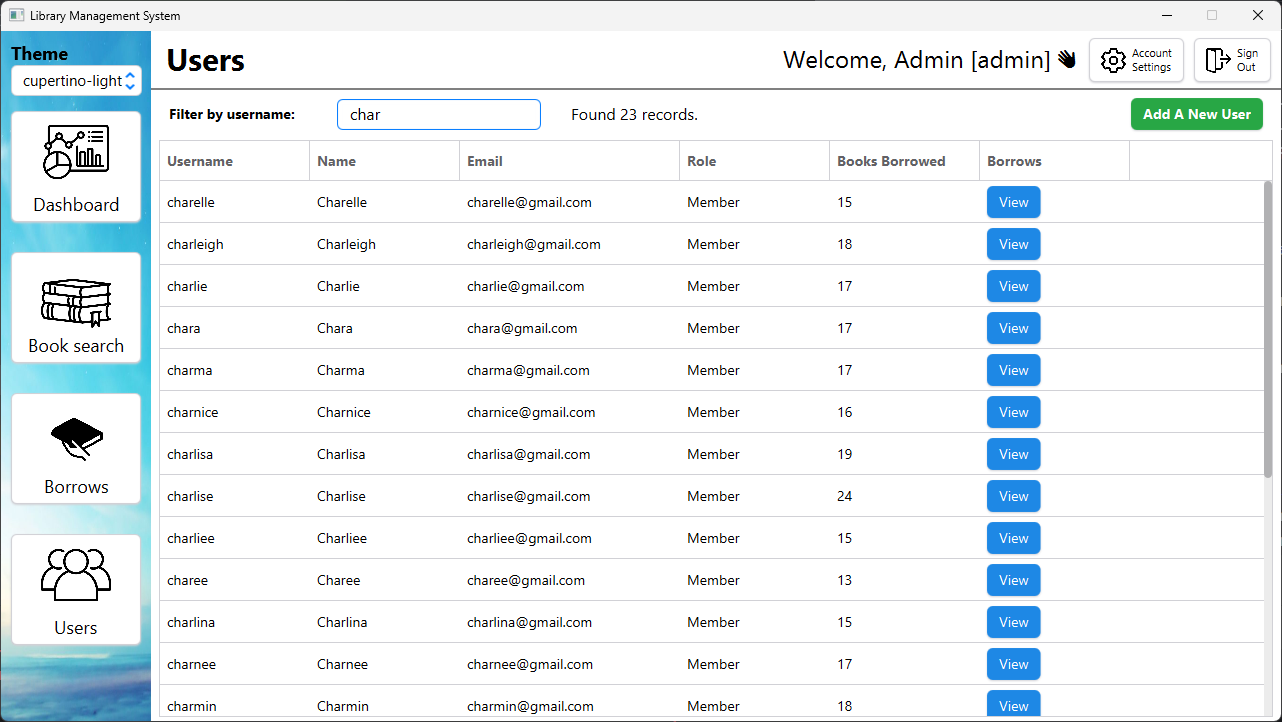 Library Management System
Theme
cupertino-light
Dashboard
Book search
Borrows
Users
Users
Welcome, Admin [admin]
Account
Settings
Sign
Out
Filter by username:
char
Found 23 records.
Add A New User
Username Name Email Role Books Borrowed Borrows
charelle Charelle charelle@gmail.com Member 15 View
charleigh Charleigh charleigh@gmail.com Member 18 View
charlie Charlie charlie@gmail.com Member 17 View
chara Chara chara@gmail.com Member 17 View
charma Charma charma@gmail.com Member 17 View
charnice Charnice charnice@gmail.com Member 16 View
charlisa Charlisa charlisa@gmail.com Member 19 View
charlise Charlise charlise@gmail.com Member 24 View
charliee Charliee charliee@gmail.com Member 15 View
charee Charee charee@gmail.com Member 13 View
charlina Charlina charlina@gmail.com Member 15 View
charnee Charnee charnee@gmail.com Member 17 View
charmin Charmin charmin@gmail.com Member 18 View